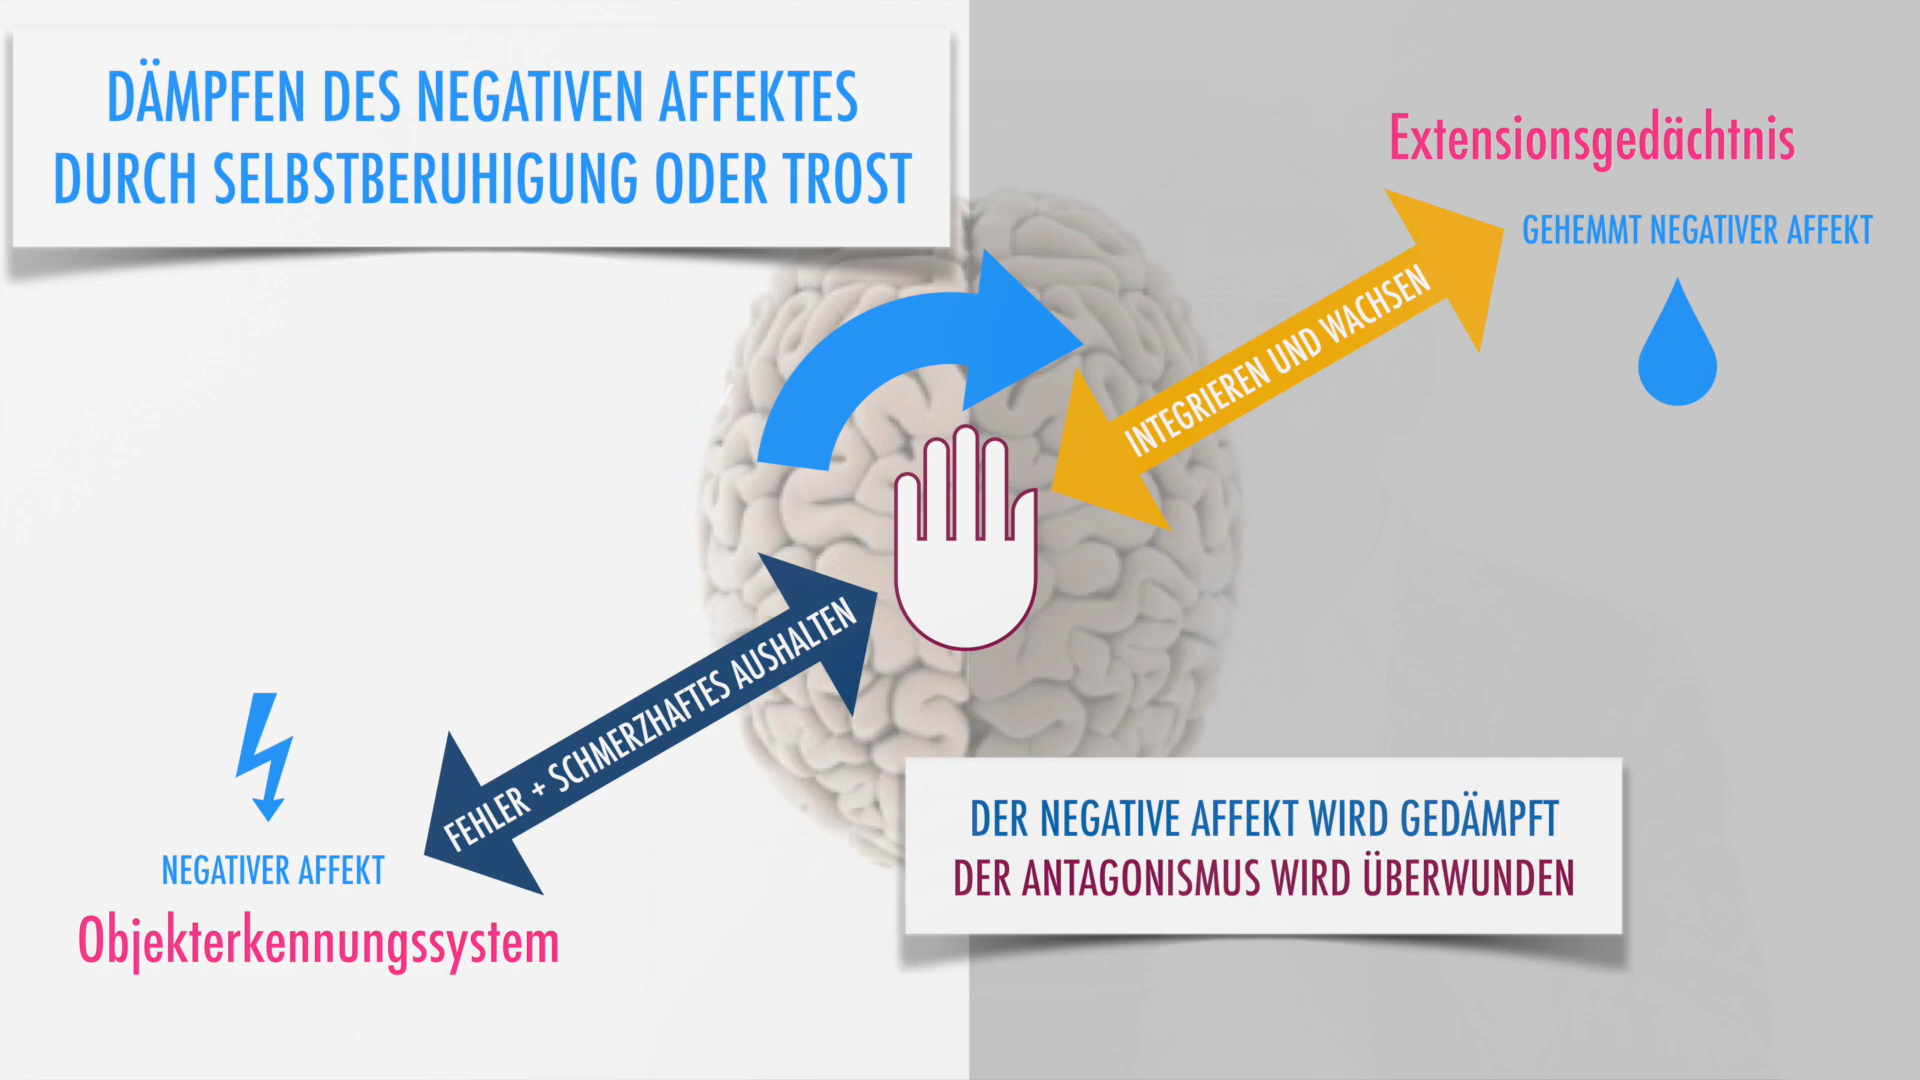 DÄMPFEN DES NEGATIVEN AFFEKTES
DURCH SELBSTBERUHIGUNG ODER TROST
Extensionsgedächtnis
GEHEMMT NEGATIVER AFFEKT
INTEGRIEREN UND WACHSEN
FEHLER + SCHMERZHAFTES AUSHALTEN
NEGATIVER AFFEKT
Objekterkennungssystem
DER NEGATIVE AFFEKT WIRD GEDÄMPFT
DER ANTAGONISMUS WIRD ÜBERWUNDEN